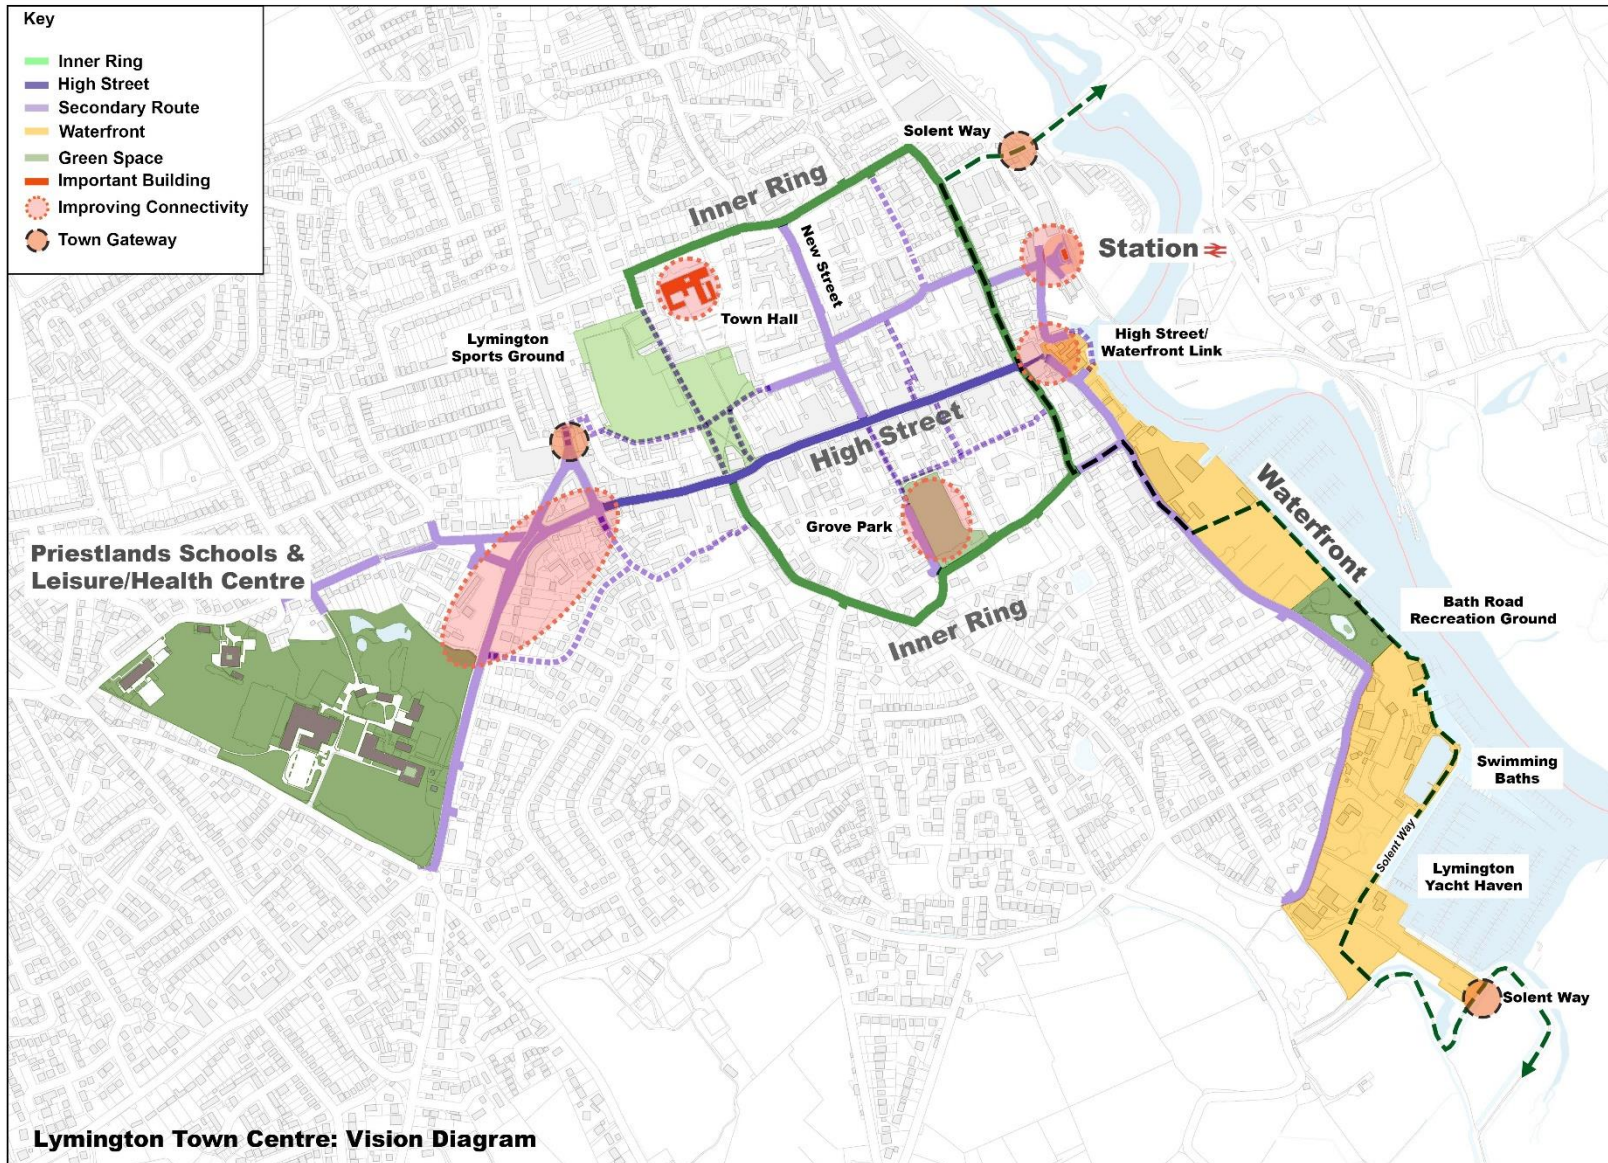 Key
Inner Ring
High Street
Secondary Route
Waterfront
Green Space
Important Building
Improving Connectivity
Town Gateway
Solent Way
Inner Ring
New Street
Station
Town Hall
Lymington
Sports Ground
High Street/
Waterfront Link
High Street
Waterfront
Grove Park
Priestlands Schools &
Leisure/Health Centre
Inner Ring
Bath Road
Recreation Ground
Swimming
Baths
Solent Way
Lymington
Yacht Haven
Solent Way
Lymington Town Centre: Vision Diagram